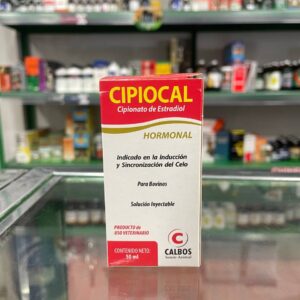 CIPIOCAL
Cipionato de Estradiol
HORMONAL
Indicado en la Inducción
y Sincronización del Celo
Para Bovinos
Solución Inyectable
PRODUCTO de
USO VETERINARIO
CONTENIDO NETO:
50 ml
C
CALBOS